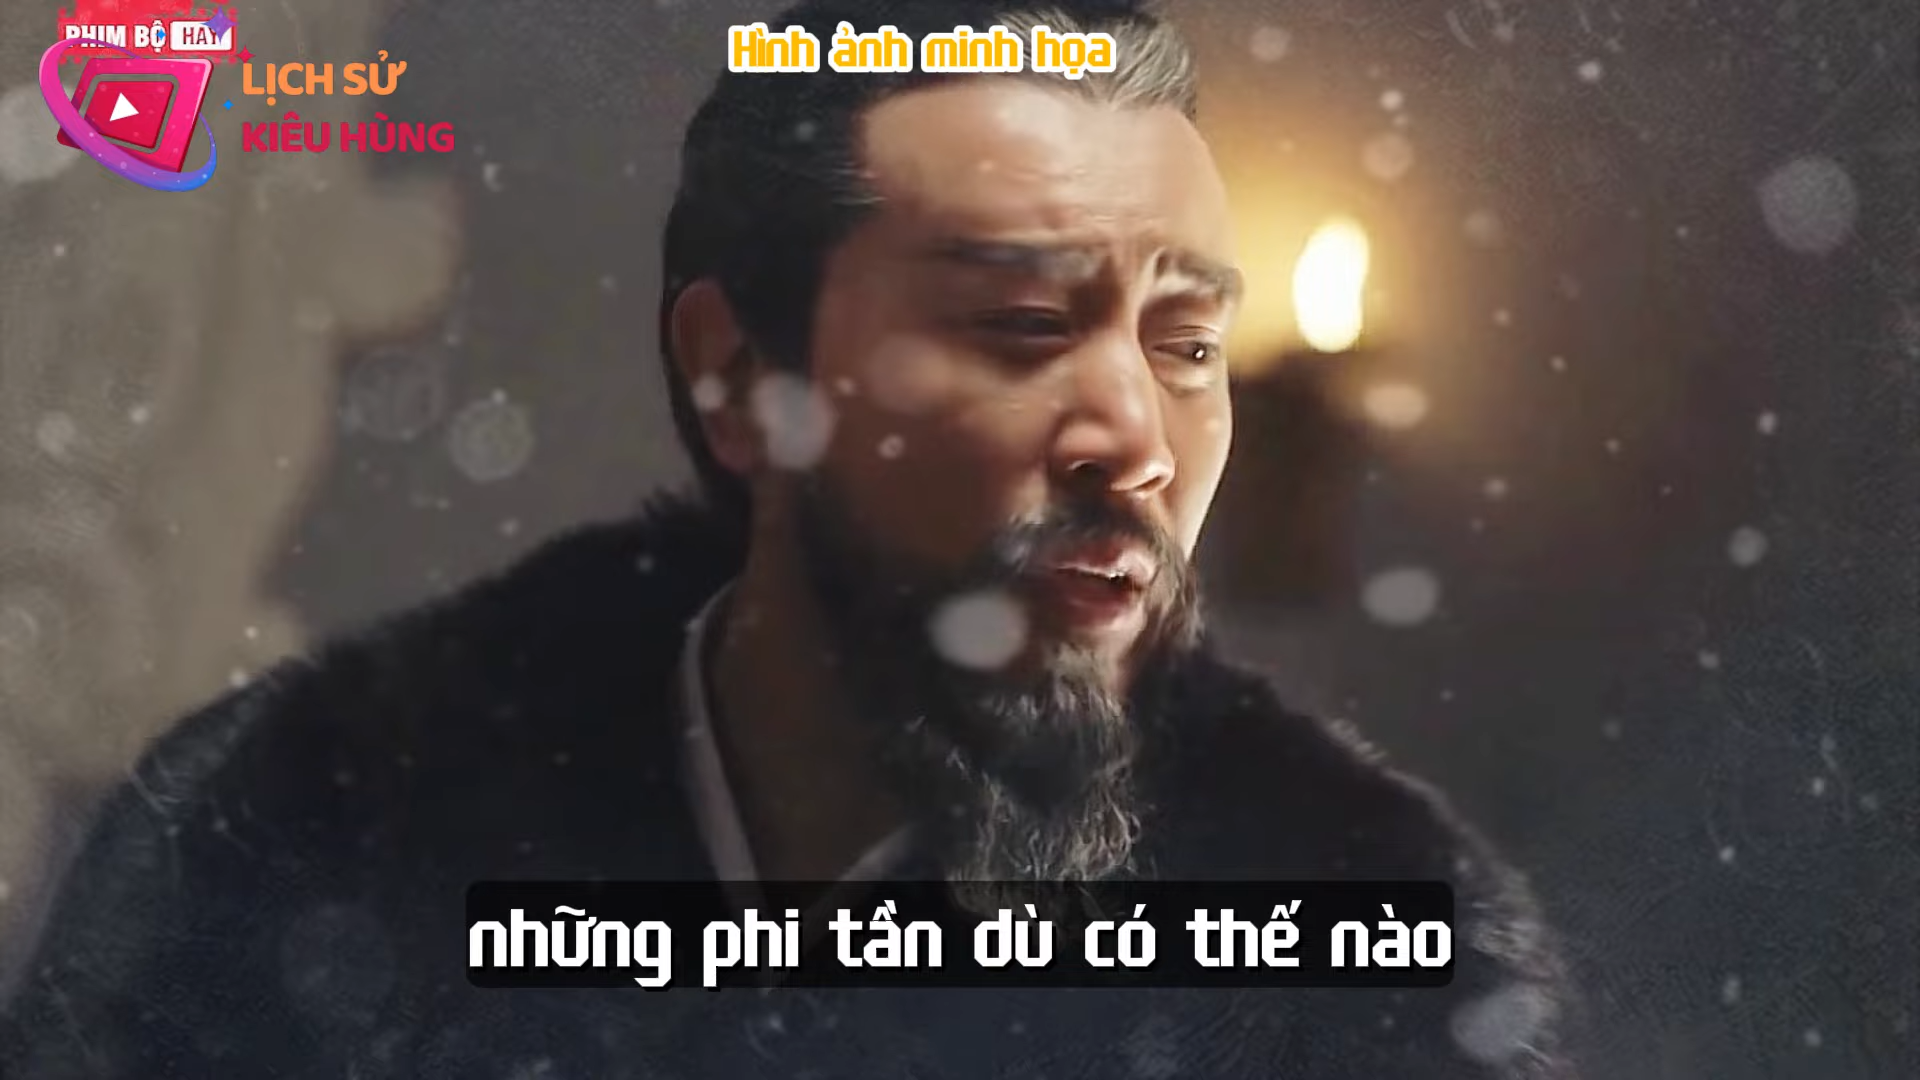 PHIM BỘ HAY
Hình ảnh minh họa
LỊCH SỬ
KIÊU HÙNG
những phi tần dù có thế nào